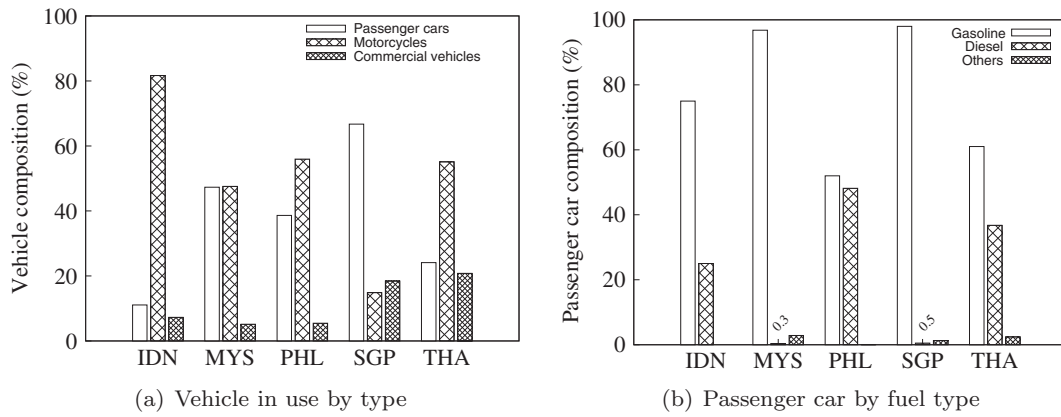 Vehicle composition (%)
100
80
60
40
20
0
Passenger cars
Motorcycles
Commercial vehicles
IDN MYS PHL SGP THA
(a) Vehicle in use by type
Passenger car composition (%)
100
80
60
40
20
0
Gasoline
Diesel
Others
0.3
0.5
IDN MYS PHL SGP THA
(b) Passenger car by fuel type